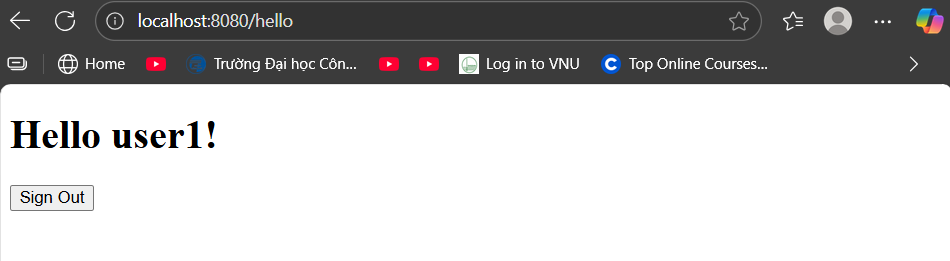 localhost:8080/hello
Home Trường Đại học Côn... Log in to VNU Top Online Courses...
Hello user1!
Sign Out